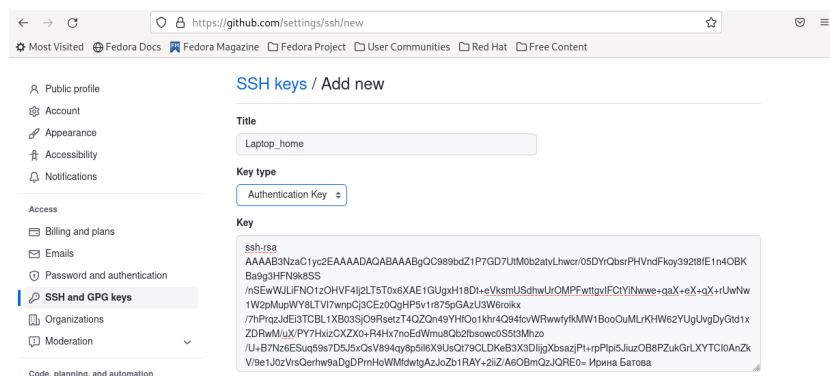 https://github.com/settings/ssh/new
Most Visited Fedora Docs Fedora Magazine Fedora Project User Communities Red Hat Free Content
Public profile
Account
Appearance
Accessibility
Notifications
Access
Billing and plans
Emails
Password and authentication
SSH and GPG keys
Organizations
Moderation
Code, planning, and automation
SSH keys / Add new
Title
Laptop_home
Key type
Authentication Key
Key
ssh-rsa
AAAAB3NzaC1yc2EAAAADAQABAAABgQC989bdZ1P7GD7UtM0b2atvLhwcr/05DYrQbsrPHVndFkoy392t8fE1n4OBK
Ba9g3HFN9k8SS
/nSEwWJLiFNO1zOHVF4Ij2LT5T0x6XAE1GUgxH18Dt+eVksmUSdhwUrOMPFwttgvIFCtYiNwwe+qaX+eX+qX+rUwNw
1W2pMupWY8LTVI7wnpCj3CEz0QgHP5v1r875pGAzU3W6roikx
/7hPrqzJdEi3TCBL1XB03SjO9RsetzT4QZQn49YHfOo1khr4Q94fcvWRwwfyfkMW1BooOuMLrKHW62YUgUvgDyGtd1x
ZDRwM/uX/PY7HxizCXZX0+R4Hx7noEdWmu8Qb2fbsowc0S5t3Mhzo
/U+B7Nz6ESuq59s7D5J5xQsV894qy8p5il6X9UsQt79CLDKeB3X3DIijgXbsazjPt+rpPlpi5JiuzOB8PZukGrLXYTCI0AnZk
V/9e1J0zVrsQerhw9aDgDPrnHoWMfdwtgAzJoZb1RAY+2iiZ/A6OBmQzJQRE0= Ирина Батова